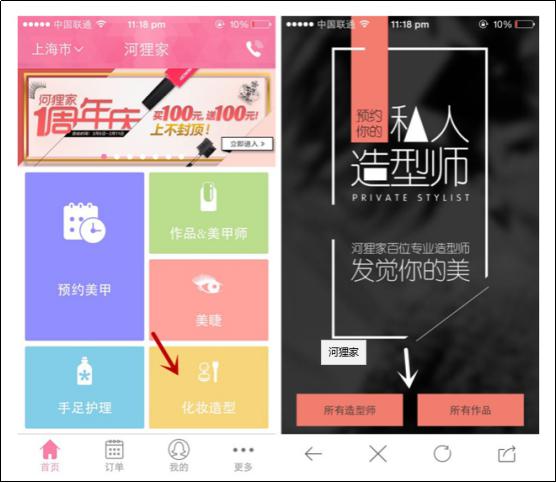 中国联通
11:18 pm
10%
上海市
河狸家
河狸家
1周年庆
买100元，送100元！
上不封顶！
立即进入 >
预约美甲
作品&美甲师
美睫
手足护理
化妆造型
首页
订单
我的
更多
中国联通
11:18 pm
10%
预约
你的
私人
造型师
PRIVATE STYLIST
河狸家百位专业造型师
发觉你的美
河狸家
所有造型师
所有作品